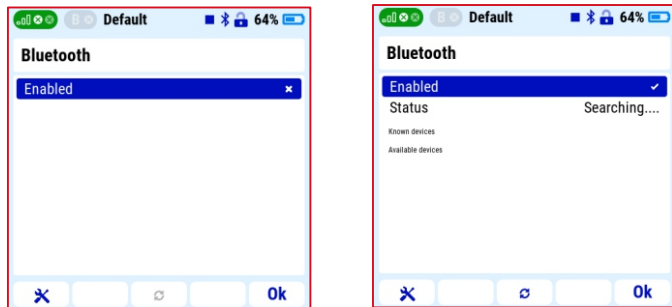 B Default 64%
Bluetooth
Enabled
Ok
B Default 64%
Bluetooth
Enabled
Status Searching....
Known devices
Available devices
Ok